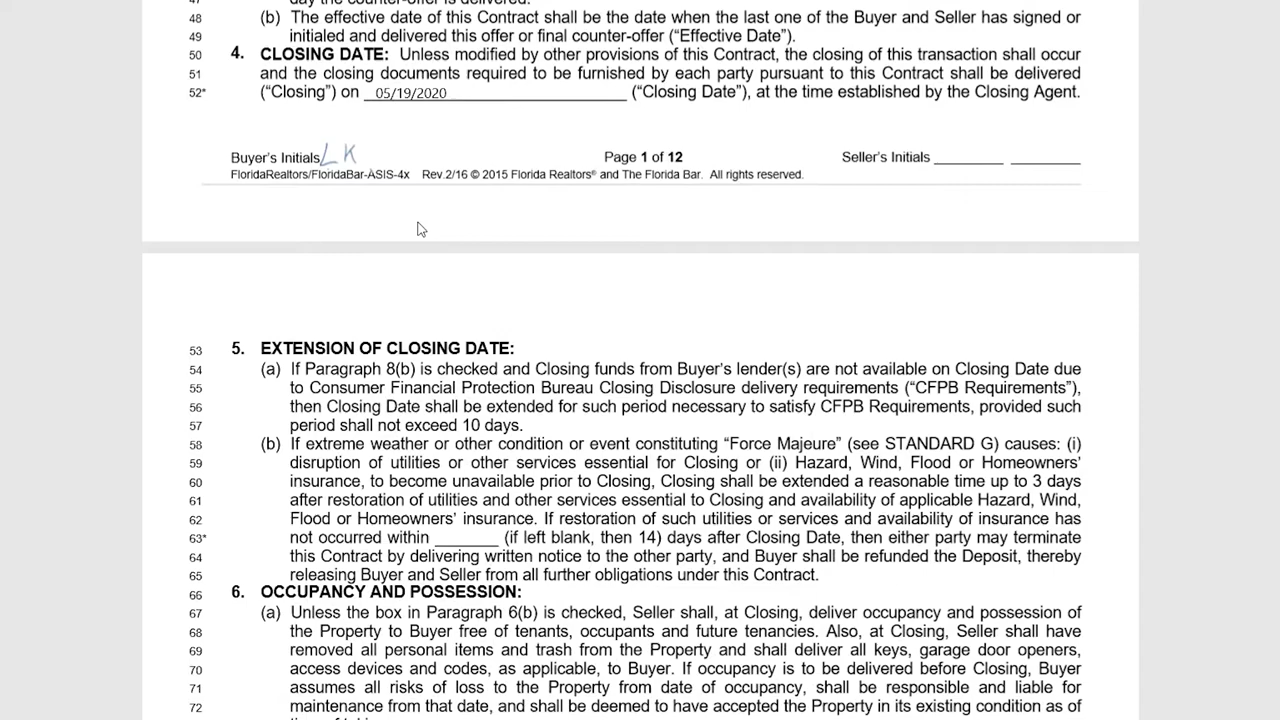 47 day the counter-offer is delivered.
48 (b) The effective date of this Contract shall be the date when the last one of the Buyer and Seller has signed or
49 initialed and delivered this offer or final counter-offer (“Effective Date”).
50 4. CLOSING DATE: Unless modified by other provisions of this Contract, the closing of this transaction shall occur
51 and the closing documents required to be furnished by each party pursuant to this Contract shall be delivered
52* (“Closing”) on 05/19/2020 (“Closing Date”), at the time established by the Closing Agent.
Buyer’s Initials LK Page 1 of 12 Seller’s Initials ________ ________
FloridaRealtors/FloridaBar-ASIS-4x Rev.2/16 © 2015 Florida Realtors® and The Florida Bar. All rights reserved.
53 5. EXTENSION OF CLOSING DATE:
54 (a) If Paragraph 8(b) is checked and Closing funds from Buyer’s lender(s) are not available on Closing Date due
55 to Consumer Financial Protection Bureau Closing Disclosure delivery requirements (“CFPB Requirements”),
56 then Closing Date shall be extended for such period necessary to satisfy CFPB Requirements, provided such
57 period shall not exceed 10 days.
58 (b) If extreme weather or other condition or event constituting “Force Majeure” (see STANDARD G) causes: (i)
59 disruption of utilities or other services essential for Closing or (ii) Hazard, Wind, Flood or Homeowners’
60 insurance, to become unavailable prior to Closing, Closing shall be extended a reasonable time up to 3 days
61 after restoration of utilities and other services essential to Closing and availability of applicable Hazard, Wind,
62 Flood or Homeowners’ insurance. If restoration of such utilities or services and availability of insurance has
63* not occurred within _______ (if left blank, then 14) days after Closing Date, then either party may terminate
64 this Contract by delivering written notice to the other party, and Buyer shall be refunded the Deposit, thereby
65 releasing Buyer and Seller from all further obligations under this Contract.
66 6. OCCUPANCY AND POSSESSION:
67 (a) Unless the box in Paragraph 6(b) is checked, Seller shall, at Closing, deliver occupancy and possession of
68 the Property to Buyer free of tenants, occupants and future tenancies. Also, at Closing, Seller shall have
69 removed all personal items and trash from the Property and shall deliver all keys, garage door openers,
70 access devices and codes, as applicable, to Buyer. If occupancy is to be delivered before Closing, Buyer
71 assumes all risks of loss to the Property from date of occupancy, shall be responsible and liable for
72 maintenance from that date, and shall be deemed to have accepted the Property in its existing condition as of